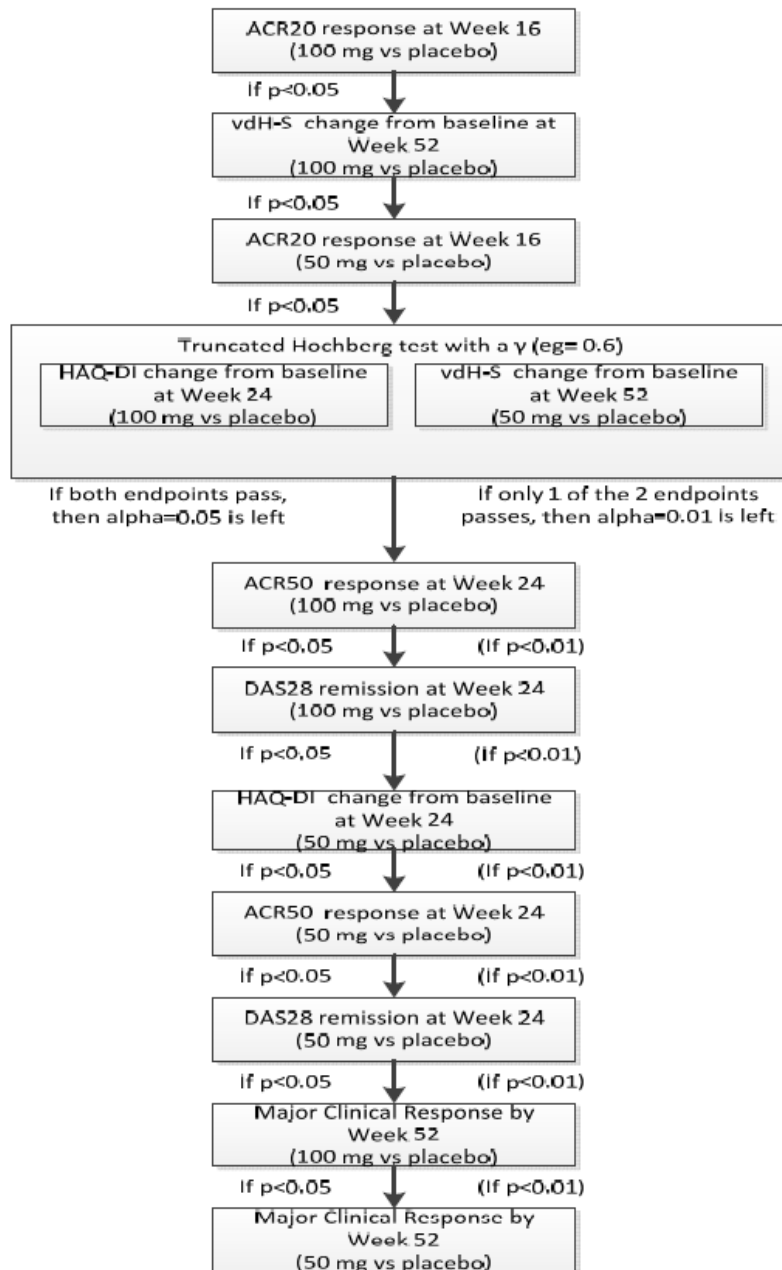 ACR20 response at Week 16
(100 mg vs placebo)
If p<0.05
vdH-S change from baseline at
Week 52
(100 mg vs placebo)
If p<0.05
ACR20 response at Week 16
(50 mg vs placebo)
If p<0.05
Truncated Hochberg test with a γ (eg= 0.6)
HAQ-DI change from baseline
at Week 24
(100 mg vs placebo)
vdH-S change from baseline
at Week 52
(50 mg vs placebo)
If both endpoints pass,
then alpha=0.05 is left
If only 1 of the 2 endpoints
passes, then alpha=0.01 is left
ACR50 response at Week 24
(100 mg vs placebo)
If p<0.05 (If p<0.01)
DAS28 remission at Week 24
(100 mg vs placebo)
If p<0.05 (If p<0.01)
HAQ-DI change from baseline
at Week 24
(50 mg vs placebo)
If p<0.05 (If p<0.01)
ACR50 response at Week 24
(50 mg vs placebo)
If p<0.05 (If p<0.01)
DAS28 remission at Week 24
(50 mg vs placebo)
If p<0.05 (If p<0.01)
Major Clinical Response by
Week 52
(100 mg vs placebo)
If p<0.05 (If p<0.01)
Major Clinical Response by
Week 52
(50 mg vs placebo)